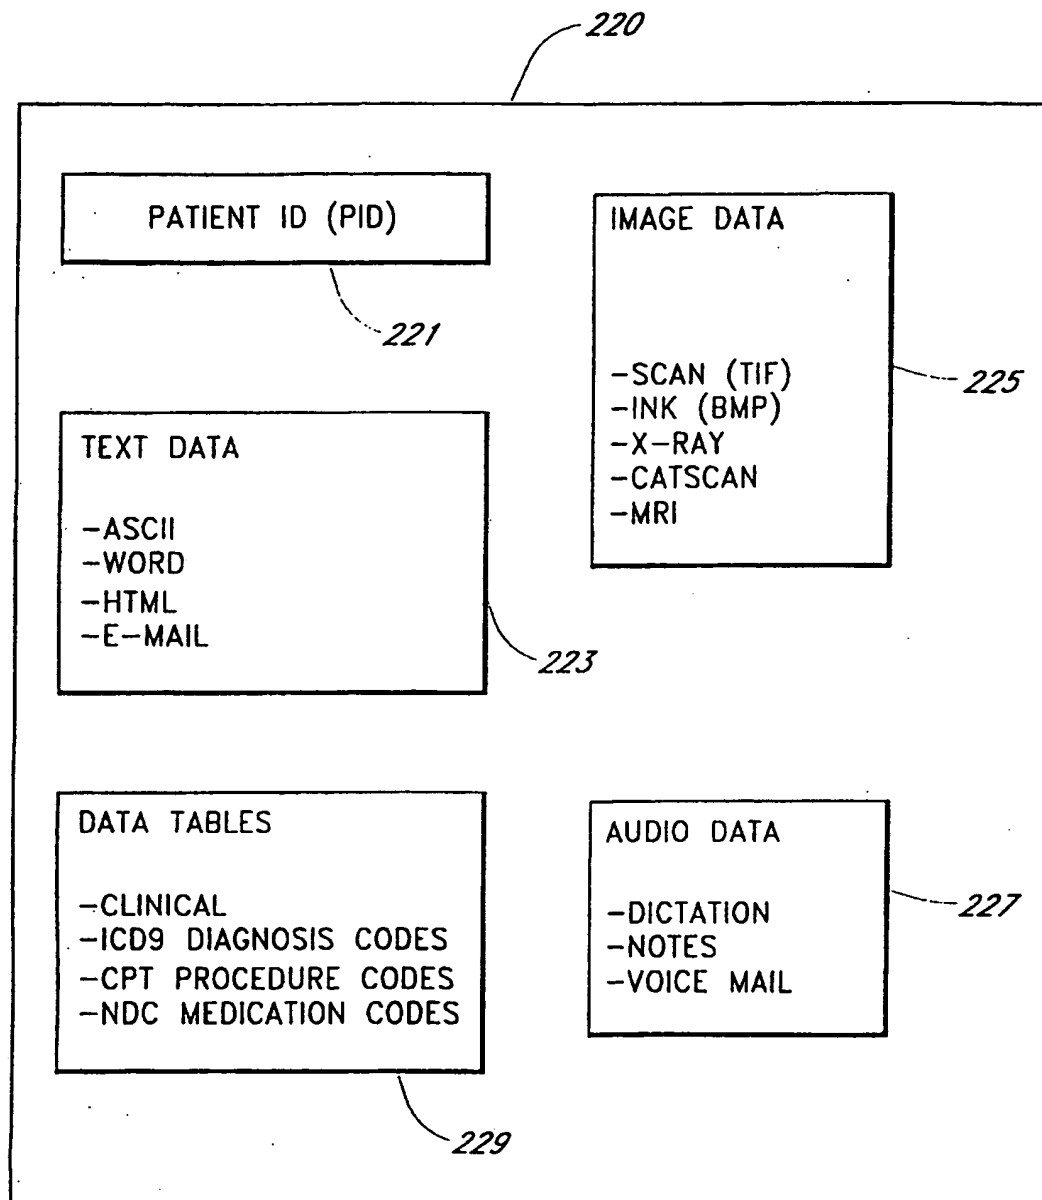 220
PATIENT ID (PID)
221
IMAGE DATA
-SCAN (TIF)
-INK (BMP)
-X-RAY
-CATSCAN
-MRI
225
TEXT DATA
-ASCII
-WORD
-HTML
-E-MAIL
223
DATA TABLES
-CLINICAL
-ICD9 DIAGNOSIS CODES
-CPT PROCEDURE CODES
-NDC MEDICATION CODES
229
AUDIO DATA
-DICTATION
-NOTES
-VOICE MAIL
227